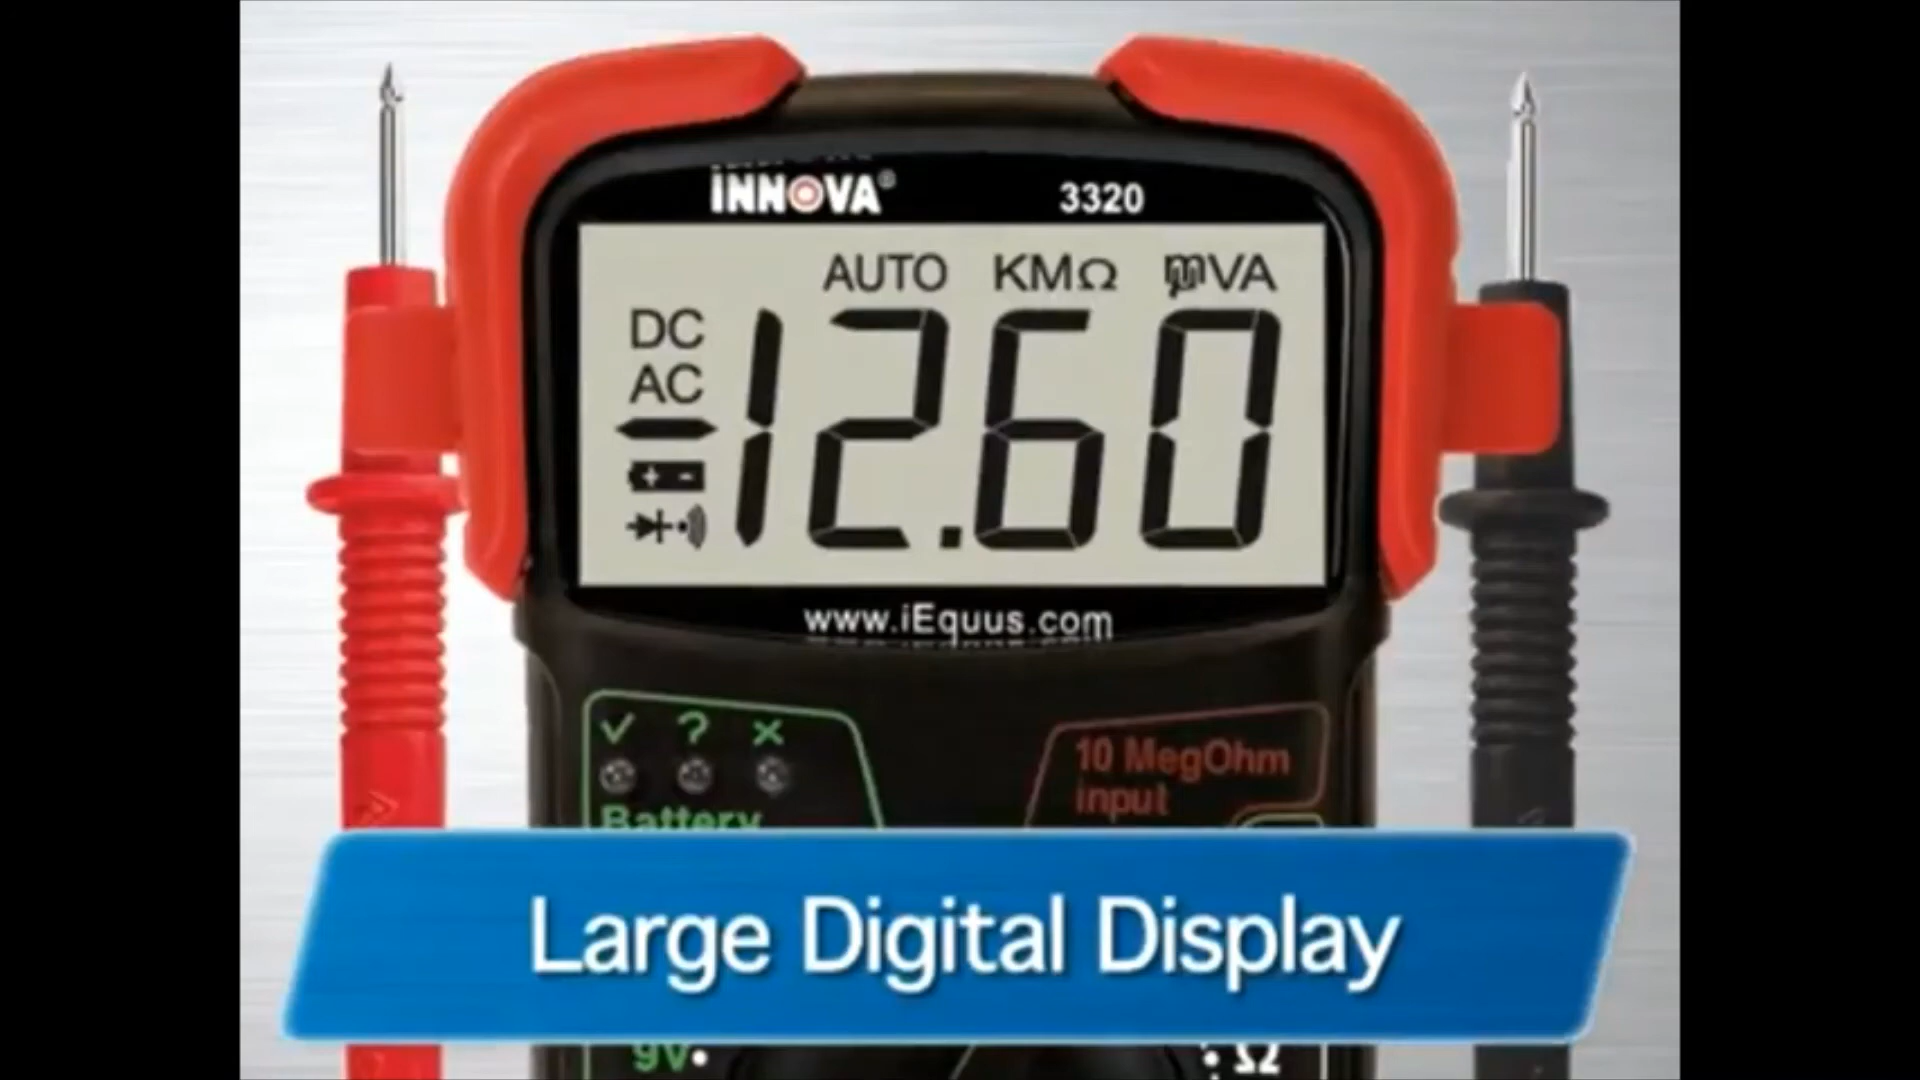 INNOVA® 3320
AUTO KMΩ mVA
DC
AC
12.60
www.iEquus.com
✓ ? ×
Battery
10 MegOhm
input
Large Digital Display
9V
Ω